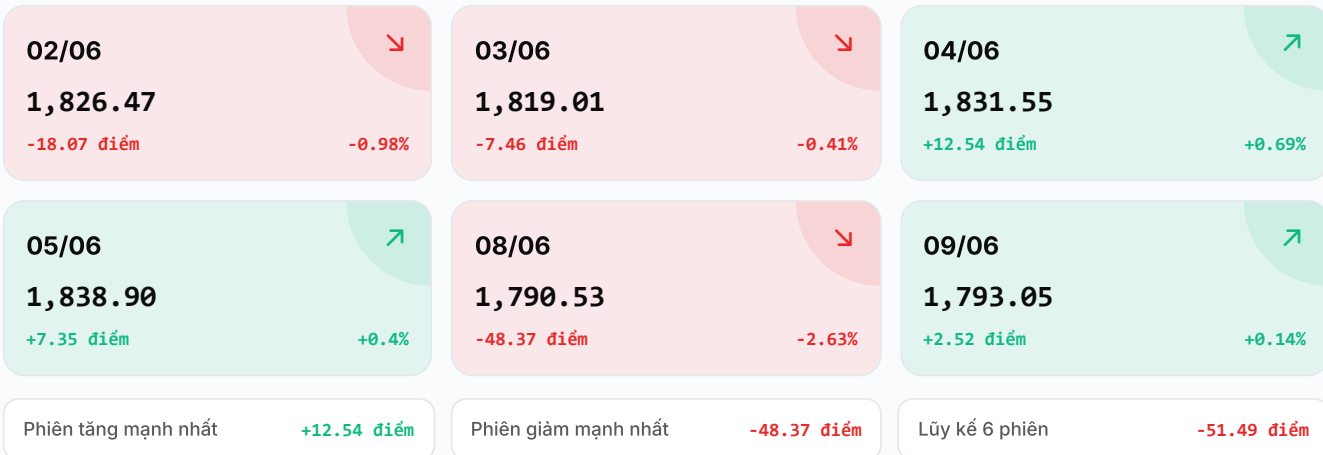 02/06
1,826.47
-18.07 điểm -0.98%
03/06
1,819.01
-7.46 điểm -0.41%
04/06
1,831.55
+12.54 điểm +0.69%
05/06
1,838.90
+7.35 điểm +0.4%
08/06
1,790.53
-48.37 điểm -2.63%
09/06
1,793.05
+2.52 điểm +0.14%
Phiên tăng mạnh nhất +12.54 điểm
Phiên giảm mạnh nhất -48.37 điểm
Lũy kế 6 phiên -51.49 điểm